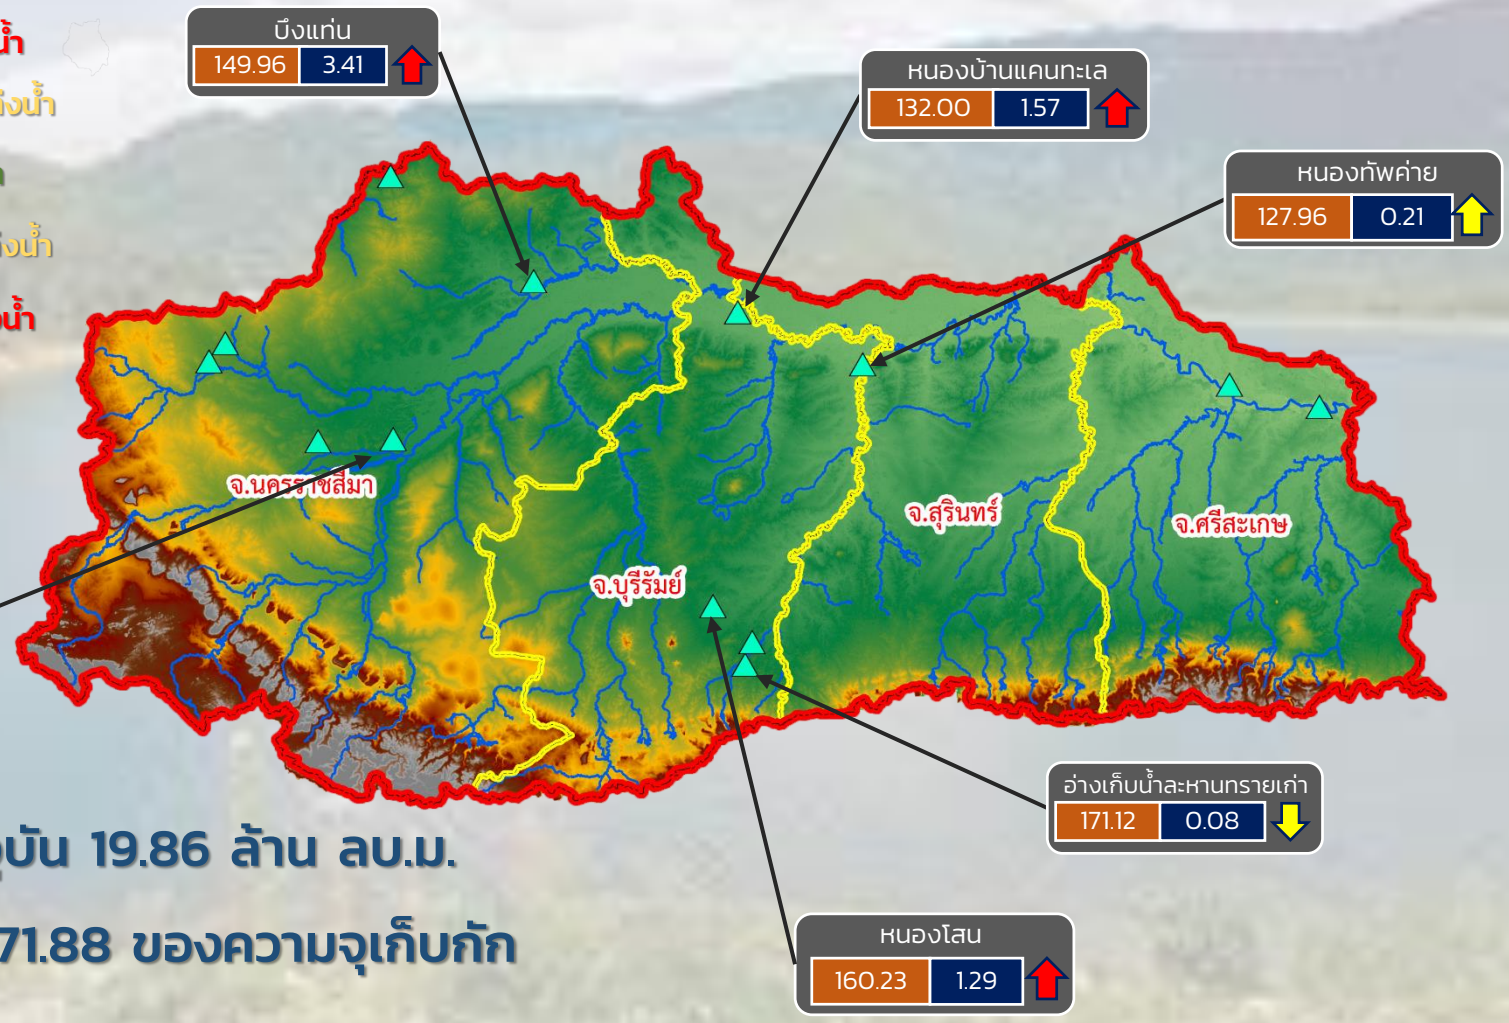 น้ำ
บึงแท่น
149.96 3.41
หนองบ้านแคนทะเล
132.00 1.57
หนองทัพค่าย
127.96 0.21
จ.นครราชสีมา
จ.สุรินทร์
จ.ศรีสะเกษ
จ.บุรีรัมย์
อ่างเก็บน้ำละหานทรายเก่า
171.12 0.08
19.86 ล้าน ลบ.ม.
71.88 ของความจุเก็บกัก
หนองโสน
160.23 1.29